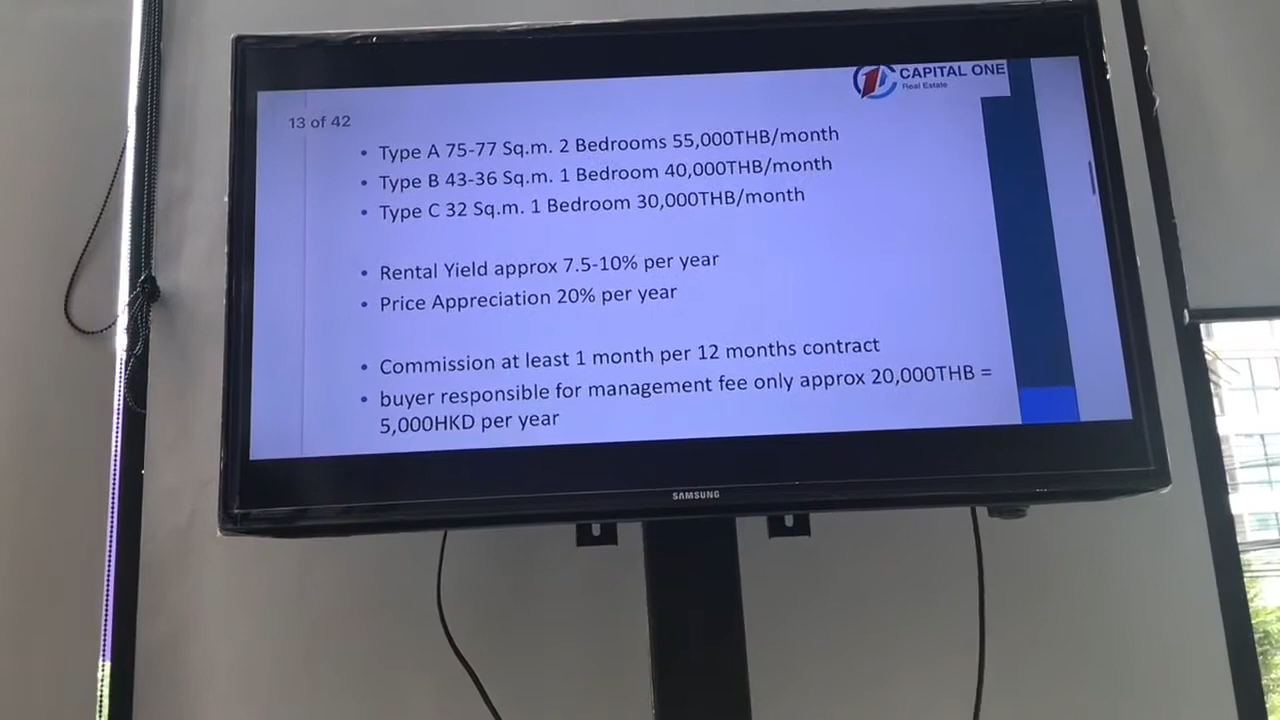 CAPITAL ONE
Real Estate
13 of 42
• Type A 75-77 Sq.m. 2 Bedrooms 55,000THB/month
• Type B 43-36 Sq.m. 1 Bedroom 40,000THB/month
• Type C 32 Sq.m. 1 Bedroom 30,000THB/month
• Rental Yield approx 7.5-10% per year
• Price Appreciation 20% per year
• Commission at least 1 month per 12 months contract
• buyer responsible for management fee only approx 20,000THB =
5,000HKD per year
SAMSUNG